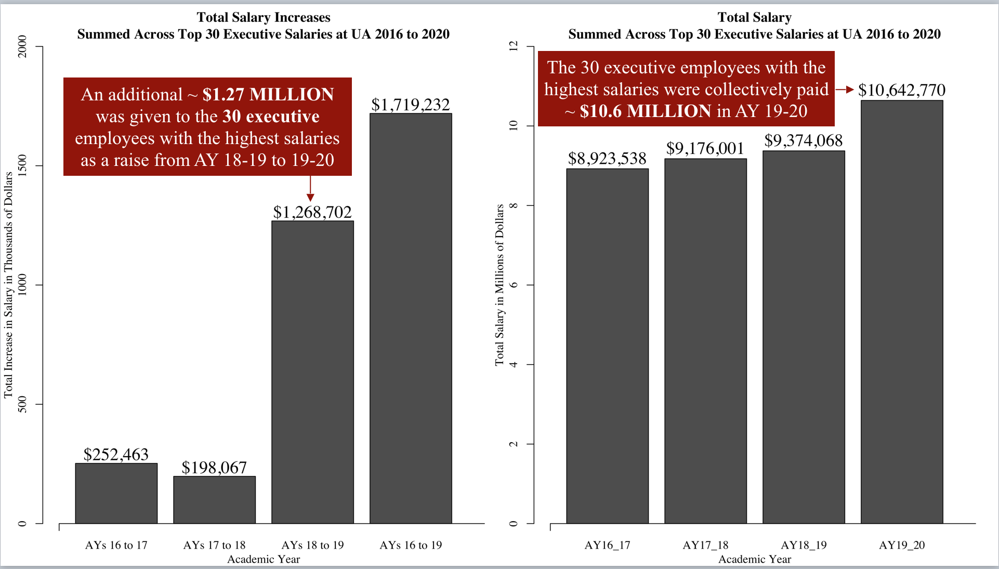 Total Salary Increases
Summed Across Top 30 Executive Salaries at UA 2016 to 2020
Total Increase in Salary in Thousands of Dollars
2000
1500
1000
500
0
An additional ~ $1.27 MILLION
was given to the 30 executive
employees with the highest salaries
as a raise from AY 18-19 to 19-20
$252,463
$198,067
$1,268,702
$1,719,232
AYs 16 to 17
AYs 17 to 18
AYs 18 to 19
AYs 16 to 19
Academic Year
Total Salary
Summed Across Top 30 Executive Salaries at UA 2016 to 2020
Total Salary in Millions of Dollars
12
10
8
6
4
2
0
The 30 executive employees with the
highest salaries were collectively paid
~ $10.6 MILLION in AY 19-20
$8,923,538
$9,176,001
$9,374,068
$10,642,770
AY16_17
AY17_18
AY18_19
AY19_20
Academic Year